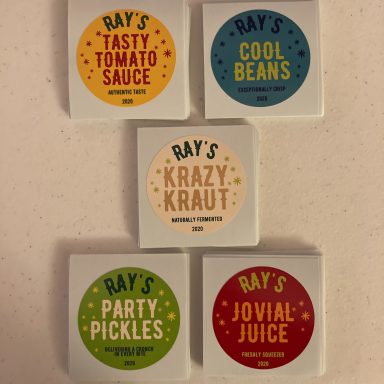 RAY'S
TASTY
TOMATO
SAUCE
AUTHENTIC TASTE
2020
RAY'S
COOL
BEANS
EXCEPTIONALLY CRISP
2020
RAY'S
KRAZY
KRAUT
NATURALLY FERMENTED
2020
RAY'S
PARTY
PICKLES
DELIVERING A CRUNCH
IN EVERY BITE
2020
RAY'S
JOVIAL
JUICE
FRESHLY SQUEEZED
2020